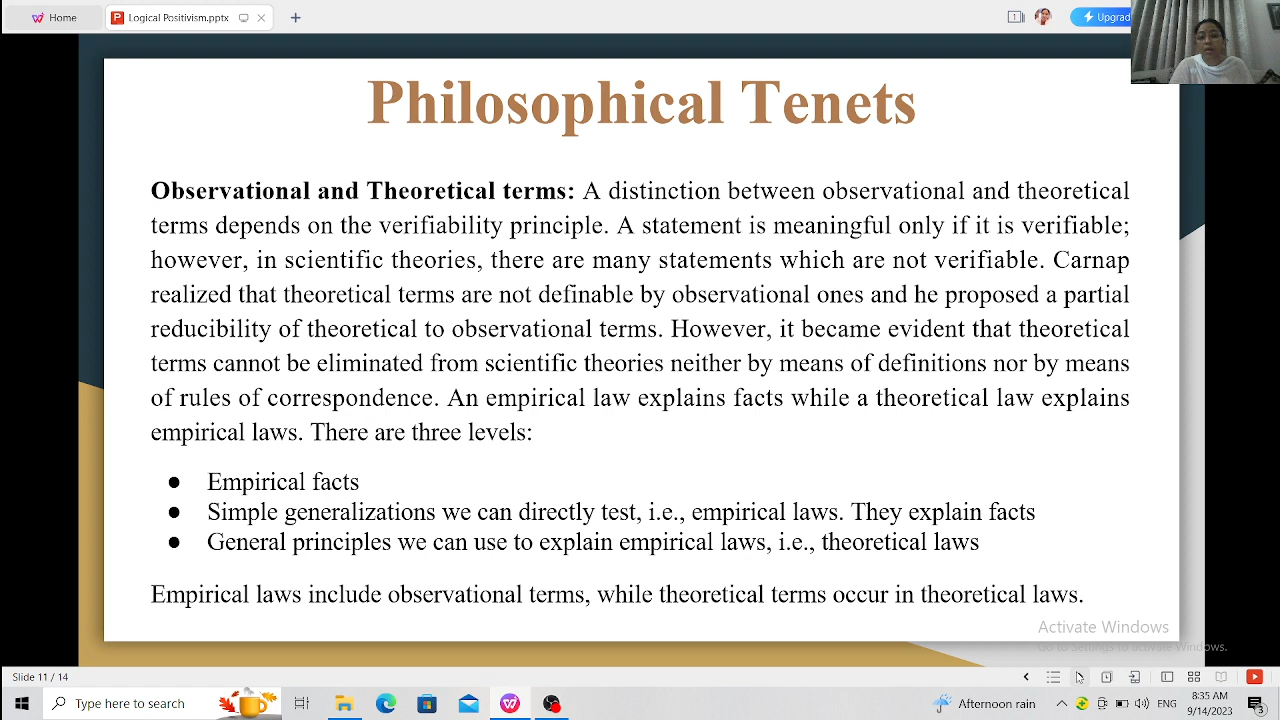 Home
Logical Positivism.pptx
Upgrad
Philosophical Tenets
Observational and Theoretical terms: A distinction between observational and theoretical
terms depends on the verifiability principle. A statement is meaningful only if it is verifiable;
however, in scientific theories, there are many statements which are not verifiable. Carnap
realized that theoretical terms are not definable by observational ones and he proposed a partial
reducibility of theoretical to observational terms. However, it became evident that theoretical
terms cannot be eliminated from scientific theories neither by means of definitions nor by means
of rules of correspondence. An empirical law explains facts while a theoretical law explains
empirical laws. There are three levels:
● Empirical facts
● Simple generalizations we can directly test, i.e., empirical laws. They explain facts
● General principles we can use to explain empirical laws, i.e., theoretical laws
Empirical laws include observational terms, while theoretical terms occur in theoretical laws.
Activate Windows
Go to Settings to activate Windows.
Slide 11 / 14
Type here to search
Afternoon rain
ENG
8:35 AM
9/14/2023
3